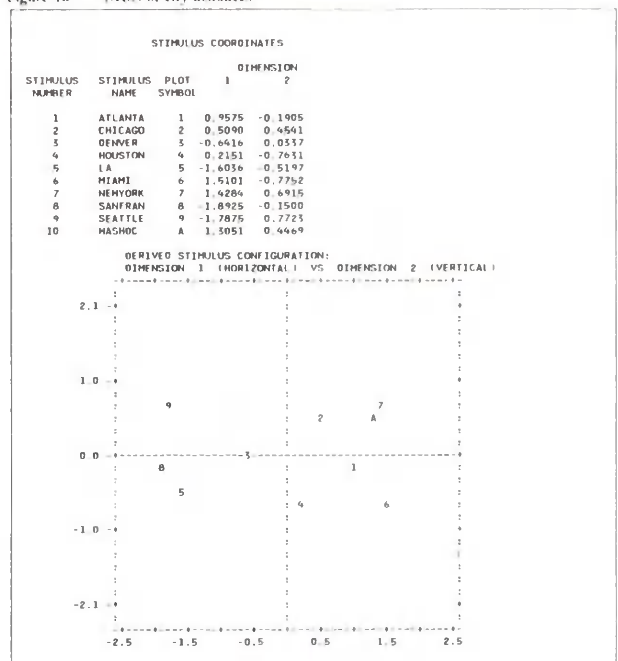 STIMULUS COORDINATES
DIMENSION
STIMULUS STIMULUS PLOT 1 2
NUMBER NAME SYMBOL
1 ATLANTA 1 0.9575 -0.1905
2 CHICAGO 2 0.5090 0.4541
3 DENVER 3 -0.6416 0.0337
4 HOUSTON 4 0.2151 -0.7631
5 LA 5 -1.6036 -0.5197
6 MIAMI 6 1.5101 -0.7752
7 NEWYORK 7 1.4284 0.6915
8 SANFRAN 8 -1.8925 -0.1500
9 SEATTLE 9 -1.7875 0.7723
10 WASHDC A 1.3051 0.4469
DERIVED STIMULUS CONFIGURATION:
DIMENSION 1 (HORIZONTAL) VS DIMENSION 2 (VERTICAL)
2.1
1.0
9 7
2 A
0.0 3
8 1
5
4 6
-1.0
-2.1
-2.5 -1.5 -0.5 0.5 1.5 2.5